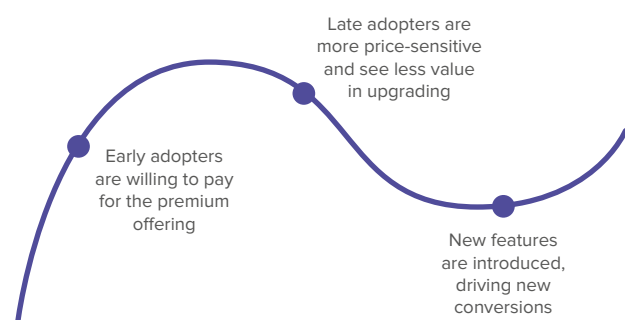 Late adopters are
more price-sensitive
and see less value
in upgrading
Early adopters
are willing to pay
for the premium
offering
New features
are introduced,
driving new
conversions